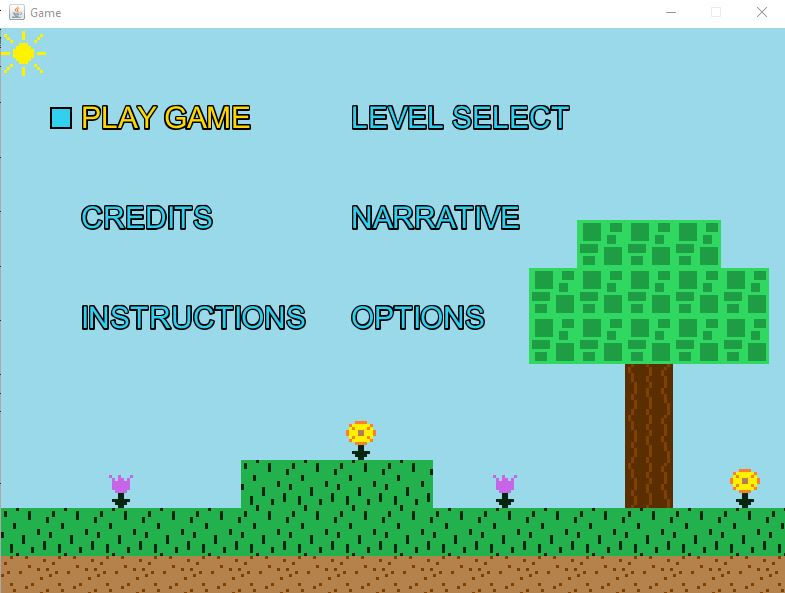 Game
PLAY GAME
LEVEL SELECT
CREDITS
NARRATIVE
INSTRUCTIONS
OPTIONS